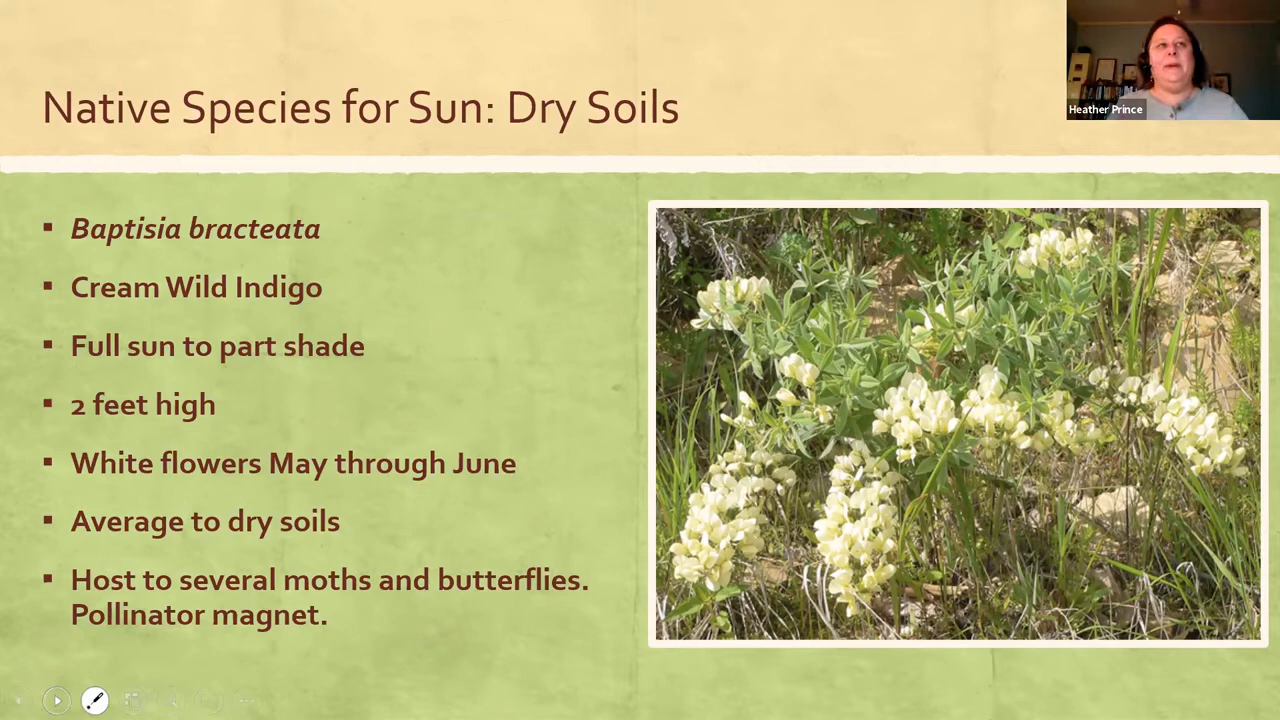 Native Species for Sun: Dry Soils
Heather Prince
▪ Baptisia bracteata
▪ Cream Wild Indigo
▪ Full sun to part shade
▪ 2 feet high
▪ White flowers May through June
▪ Average to dry soils
▪ Host to several moths and butterflies.
Pollinator magnet.